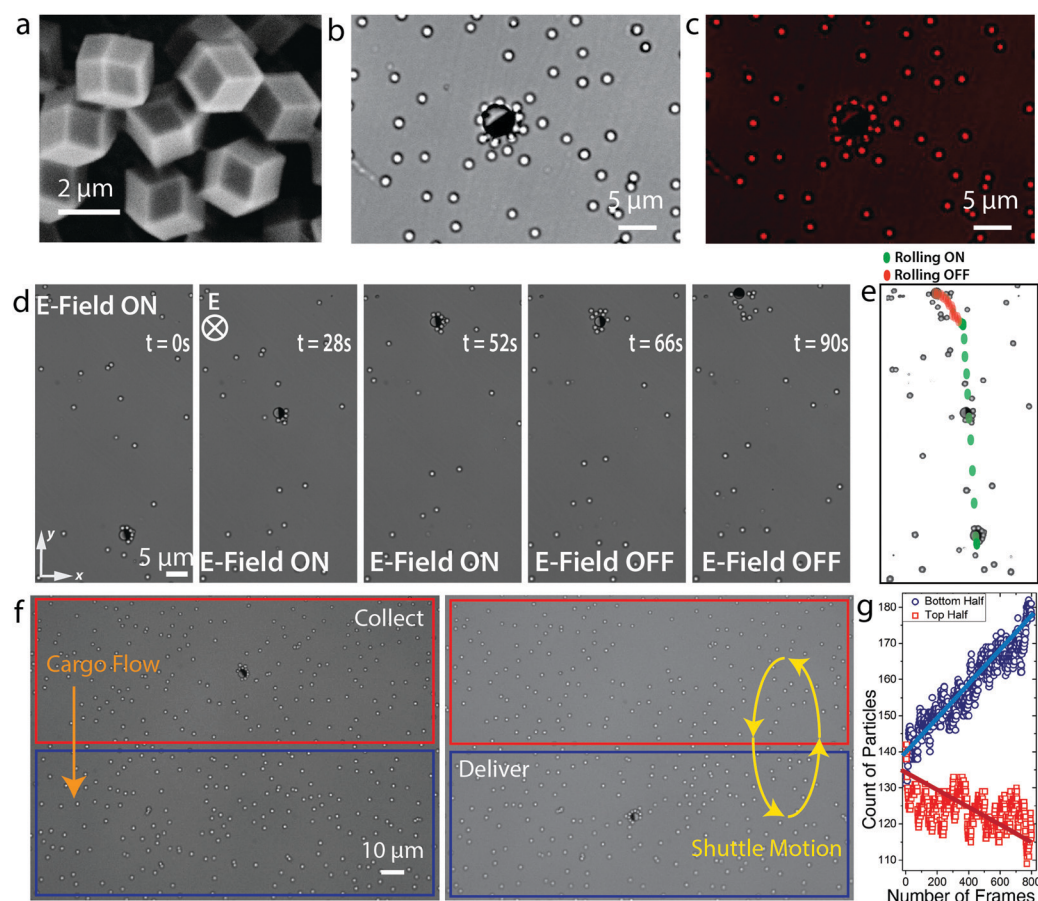 a
2 µm
b
5 µm
c
5 µm
d
E-Field ON
t = 0s
y
x
5 µm
E
t = 28s
E-Field ON
t = 52s
E-Field ON
t = 66s
E-Field OFF
t = 90s
E-Field OFF
Rolling ON
Rolling OFF
e
f
Collect
Cargo Flow
10 µm
Deliver
Shuttle Motion
g
Bottom Half
Top Half
Count of Particles
180
170
160
150
140
130
120
110
0 200 400 600 800
Number of Frames